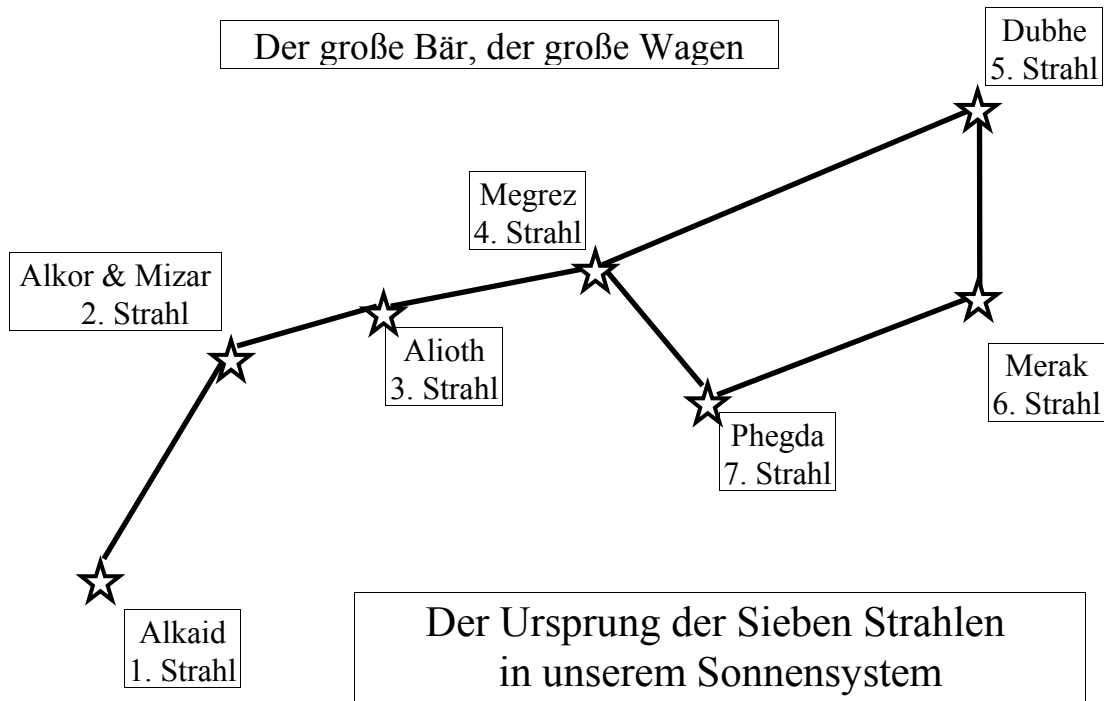 Der große Bär, der große Wagen
Dubhe
5. Strahl
Megrez
4. Strahl
Alkor & Mizar
2. Strahl
Alioth
3. Strahl
Merak
6. Strahl
Phegda
7. Strahl
Alkaid
1. Strahl
Der Ursprung der Sieben Strahlen
in unserem Sonnensystem